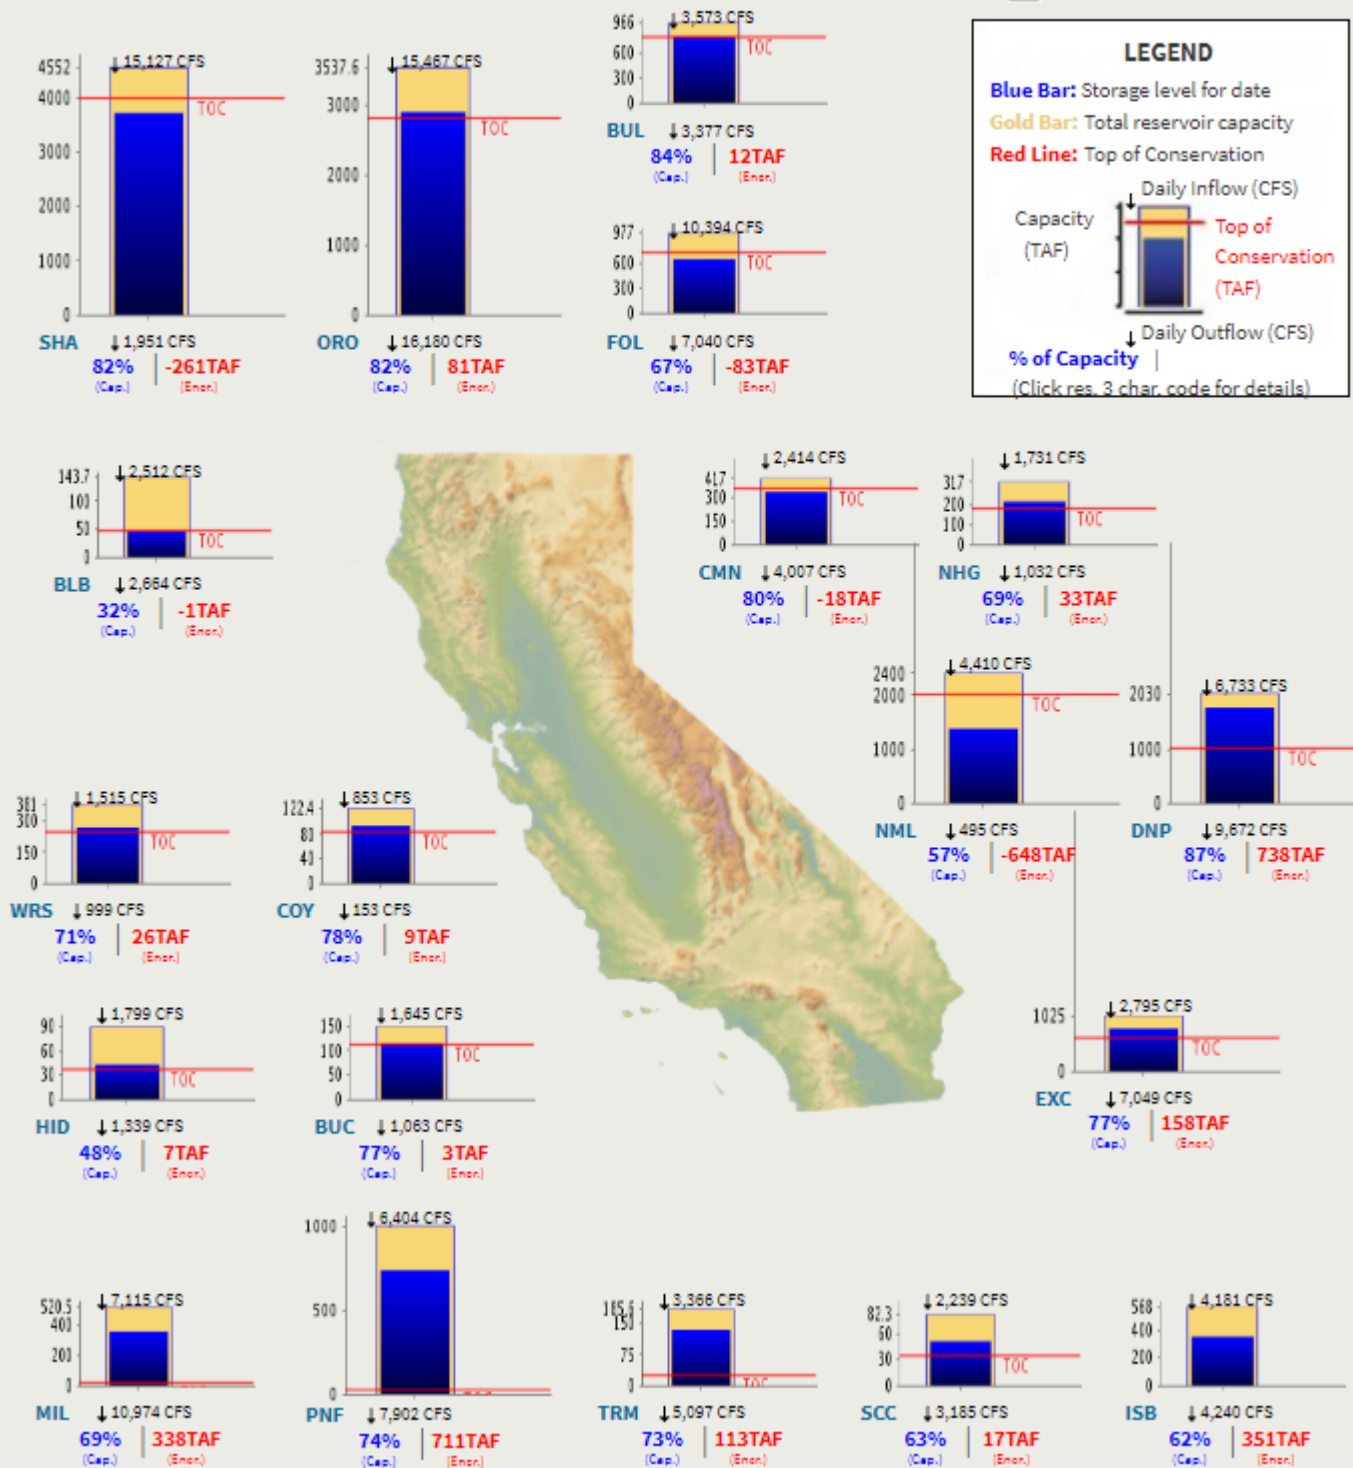 4552
4000
3000
2000
1000
0
↓ 15,127 CFS
TOC
SHA
↓ 1,951 CFS
82% | -261TAF
(Cap.) (Encr.)
3537.6
3000
2000
1000
0
↓ 15,467 CFS
TOC
ORO
↓ 16,180 CFS
82% | 81TAF
(Cap.) (Encr.)
966
600
300
0
↓ 3,573 CFS
TOC
BUL
↓ 3,377 CFS
84% | 12TAF
(Cap.) (Encr.)
977
600
300
0
↓ 10,394 CFS
TOC
FOL
↓ 7,040 CFS
67% | -83TAF
(Cap.) (Encr.)
LEGEND
Blue Bar: Storage level for date
Gold Bar: Total reservoir capacity
Red Line: Top of Conservation
↓ Daily Inflow (CFS)
Capacity
(TAF)
Top of
Conservation
(TAF)
↓ Daily Outflow (CFS)
% of Capacity |
(Click res. 3 char. code for details)
143.7
100
50
0
↓ 2,512 CFS
TOC
BLB
↓ 2,664 CFS
32% | -1TAF
(Cap.) (Encr.)
417
300
150
0
↓ 2,414 CFS
TOC
CMN
↓ 4,007 CFS
80% | -18TAF
(Cap.) (Encr.)
317
200
100
0
↓ 1,731 CFS
TOC
NHG
↓ 1,032 CFS
69% | 33TAF
(Cap.) (Encr.)
2400
2000
1000
0
↓ 4,410 CFS
TOC
NML
↓ 495 CFS
57% | -648TAF
(Cap.) (Encr.)
2030
1000
0
↓ 6,733 CFS
TOC
DNP
↓ 9,672 CFS
87% | 738TAF
(Cap.) (Encr.)
381
300
150
0
↓ 1,515 CFS
TOC
WRS
↓ 999 CFS
71% | 26TAF
(Cap.) (Encr.)
122.4
80
40
0
↓ 853 CFS
TOC
COY
↓ 153 CFS
78% | 9TAF
(Cap.) (Encr.)
90
60
30
0
↓ 1,799 CFS
TOC
HID
↓ 1,339 CFS
48% | 7TAF
(Cap.) (Encr.)
150
100
50
0
↓ 1,645 CFS
TOC
BUC
↓ 1,063 CFS
77% | 3TAF
(Cap.) (Encr.)
1025
0
↓ 2,795 CFS
TOC
EXC
↓ 7,049 CFS
77% | 158TAF
(Cap.) (Encr.)
520.5
400
200
0
↓ 7,115 CFS
MIL
↓ 10,974 CFS
69% | 338TAF
(Cap.) (Encr.)
1000
500
0
↓ 6,404 CFS
PNF
↓ 7,902 CFS
74% | 711TAF
(Cap.) (Encr.)
185.6
150
75
0
↓ 3,366 CFS
TOC
TRM
↓ 5,097 CFS
73% | 113TAF
(Cap.) (Encr.)
82.3
60
30
0
↓ 2,239 CFS
TOC
SCC
↓ 3,185 CFS
63% | 17TAF
(Cap.) (Encr.)
568
400
200
0
↓ 4,181 CFS
ISB
↓ 4,240 CFS
62% | 351TAF
(Cap.) (Encr.)